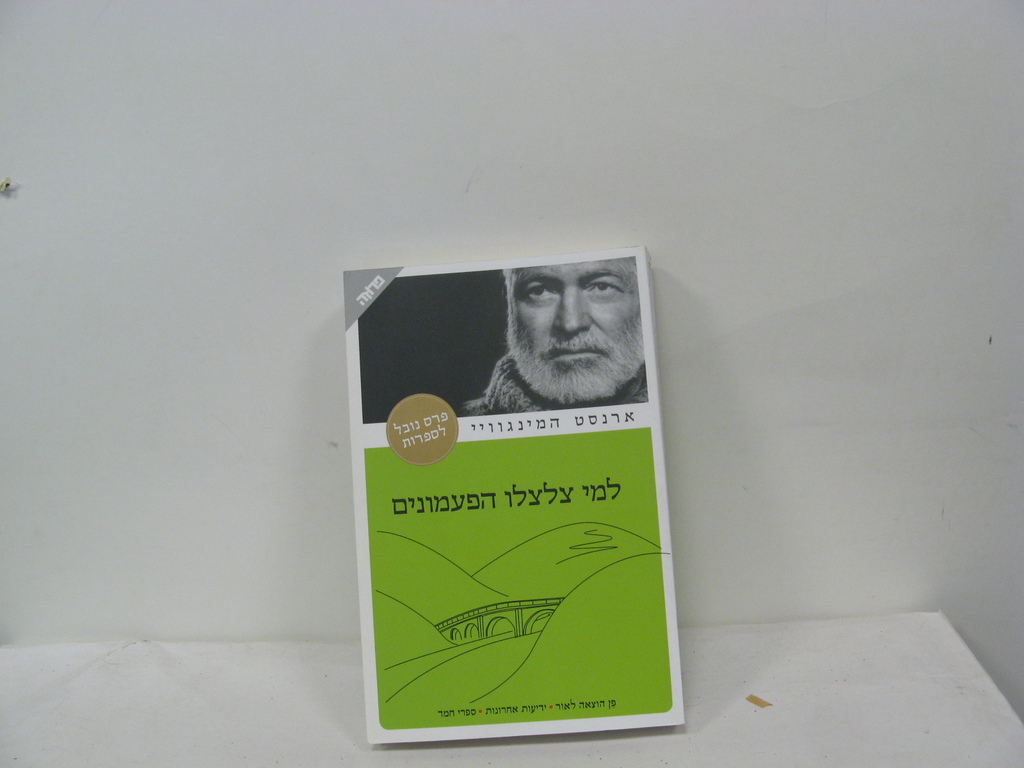 פרוזה
ארנסט המינגוויי
פרס נובל
לספרות
למי צלצלו הפעמונים
פן הוצאה לאור • ידיעות אחרונות • ספרי חמד